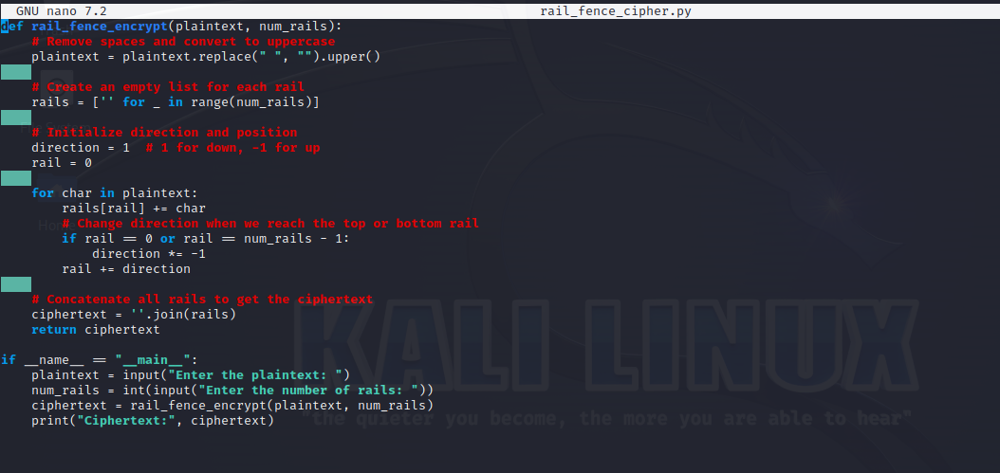 GNU nano 7.2 rail_fence_cipher.py
def rail_fence_encrypt(plaintext, num_rails):
    # Remove spaces and convert to uppercase
    plaintext = plaintext.replace(" ", "").upper()
    # Create an empty list for each rail
    rails = ['' for _ in range(num_rails)]
    # Initialize direction and position
    direction = 1  # 1 for down, -1 for up
    rail = 0
    for char in plaintext:
        rails[rail] += char
        # Change direction when we reach the top or bottom rail
        if rail == 0 or rail == num_rails - 1:
            direction *= -1
        rail += direction
    # Concatenate all rails to get the ciphertext
    ciphertext = ''.join(rails)
    return ciphertext
if __name__ == "__main__":
    plaintext = input("Enter the plaintext: ")
    num_rails = int(input("Enter the number of rails: "))
    ciphertext = rail_fence_encrypt(plaintext, num_rails)
    print("Ciphertext:", ciphertext)
KALI LINUX
"the quieter you become, the more you are able to hear"